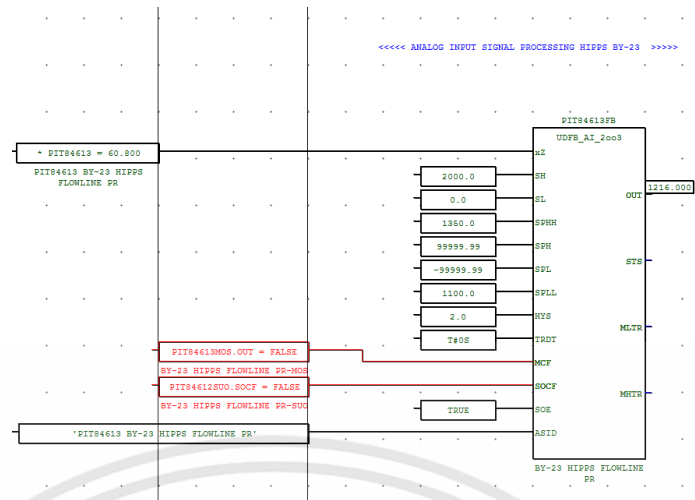 <<<<< ANALOG INPUT SIGNAL PROCESSING HIPPS BY-23 >>>>>
PIT84613FB
UDFB_AI_2oo3
* PIT84613 = 60.800
xZ
PIT84613 BY-23 HIPPS
FLOWLINE PR
2000.0
SH
1216.000
OUT
0.0
SL
1350.0
SPHH
99999.99
SPH
-99999.99
SPL
STS
1100.0
SPLL
2.0
HYS
MLTR
T#0S
TRDT
PIT84613MOS.OUT = FALSE
MCF
BY-23 HIPPS FLOWLINE PR-MOS
PIT84612SUO.SOCF = FALSE
SOCF
MHTR
BY-23 HIPPS FLOWLINE PR-SUO
TRUE
SOE
'PIT84613 BY-23 HIPPS FLOWLINE PR'
ASID
BY-23 HIPPS FLOWLINE
PR